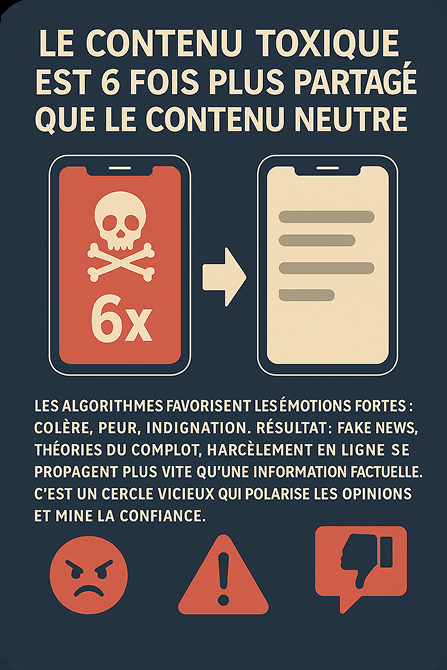 LE CONTENU TOXIQUE
EST 6 FOIS PLUS PARTAGÉ
QUE LE CONTENU NEUTRE
6x
LES ALGORITHMES FAVORISENT LES ÉMOTIONS FORTES :
COLÈRE, PEUR, INDIGNATION. RÉSULTAT : FAKE NEWS,
THÉORIES DU COMPLOT, HARCÈLEMENT EN LIGNE SE
PROPAGENT PLUS VITE QU'UNE INFORMATION FACTUELLE.
C'EST UN CERCLE VICIEUX QUI POLARISE LES OPINIONS
ET MINE LA CONFIANCE.